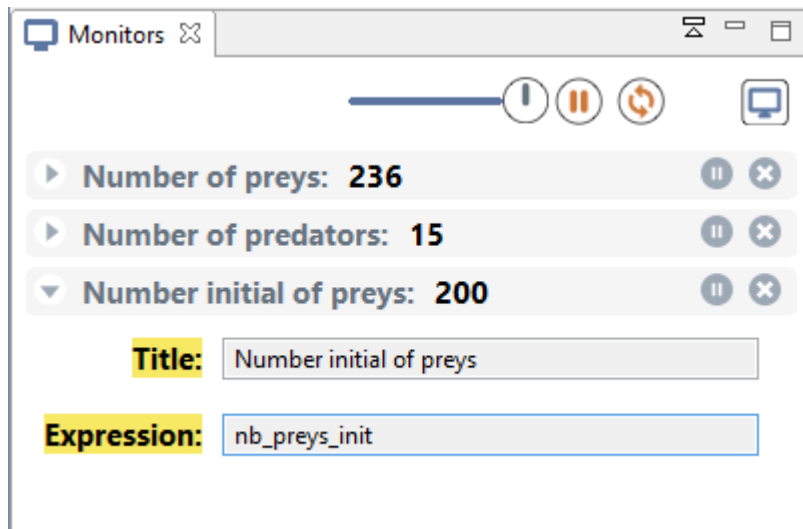 Monitors
Number of preys: 236
Number of predators: 15
Number initial of preys: 200
Title: Number initial of preys
Expression: nb_preys_init